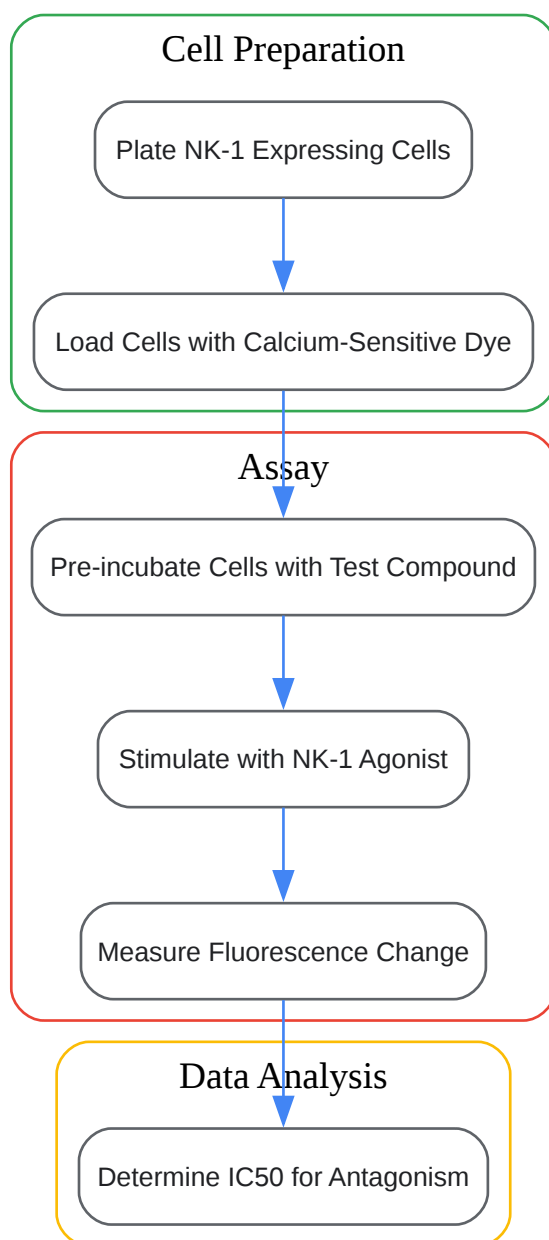 Cell Preparation
Plate NK-1 Expressing Cells
Load Cells with Calcium-Sensitive Dye
Assay
Pre-incubate Cells with Test Compound
Stimulate with NK-1 Agonist
Measure Fluorescence Change
Data Analysis
Determine IC50 for Antagonism